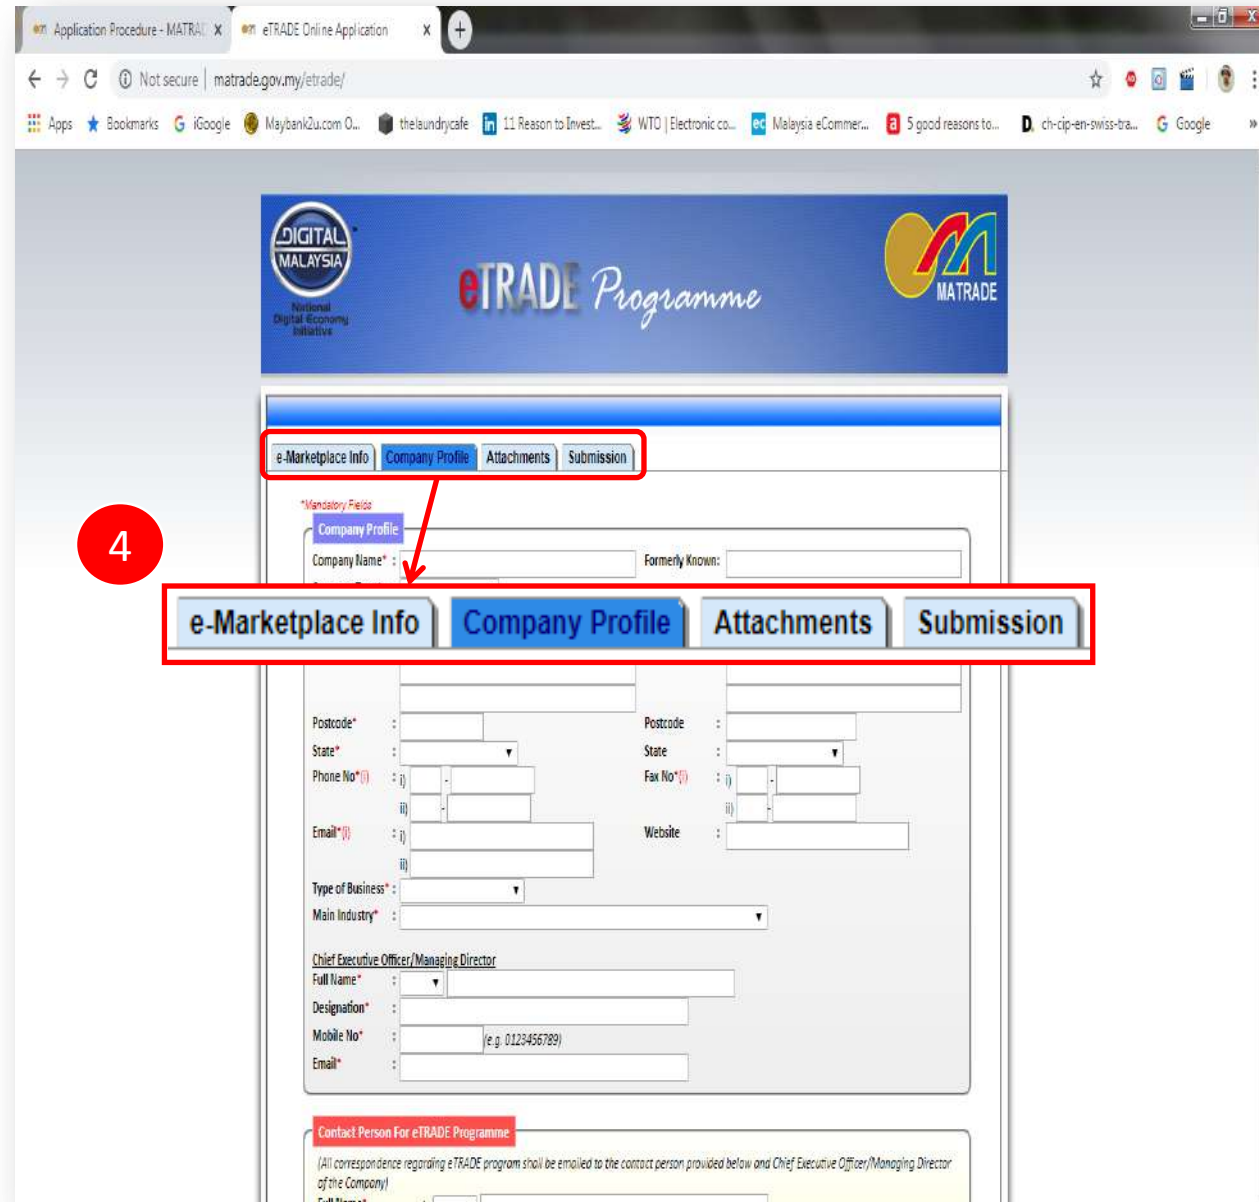 Application Procedure - MATRA
eTRADE Online Application
Not secure | matrade.gov.my/etrade/
Apps Bookmarks iGoogle Maybank2u.com O... thelaundrycafe 11 Reason to Invest... WTO | Electronic co... Malaysia eCommer... 5 good reasons to... ch-cip-en-swiss-tra... Google »
DIGITAL
MALAYSIA
National
Digital Economy
Initiative
eTRADE Programme
MATRADE
e-Marketplace Info Company Profile Attachments Submission
*Mandatory Fields
Company Profile
4
Company Name* : Formerly Known:
e-Marketplace Info Company Profile Attachments Submission
Postcode* : Postcode :
State* : State :
Phone No*(i) : i) - Fax No*(i) : i) -
ii) - ii) -
Email*(i) : i) Website :
ii)
Type of Business* :
Main Industry* :
Chief Executive Officer/Managing Director
Full Name* :
Designation* :
Mobile No* : (e.g. 0123456789)
Email* :
Contact Person For eTRADE Programme
(All correspondence regarding eTRADE program shall be emailed to the contact person provided below and Chief Executive Officer/Managing Director
of the Company)
Full Name* :